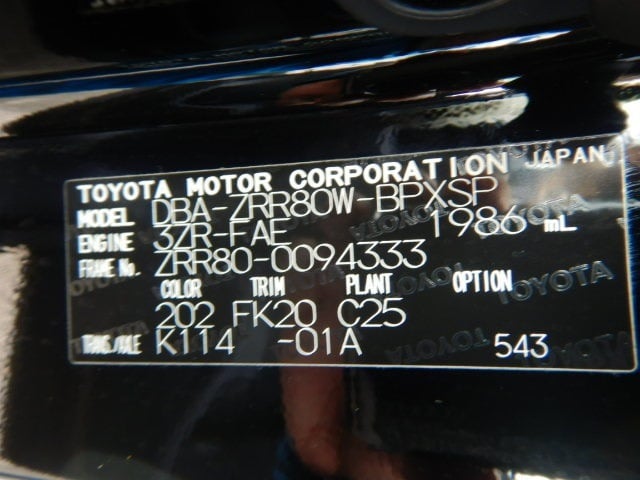 TOYOTA MOTOR CORPORATION JAPAN
MODEL DBA-ZRR80W-BPXSP
ENGINE 3ZR-FAE 1986 mL
FRAME No. ZRR80-0094333
COLOR TRIM PLANT OPTION
202 FK20 C25
TRANS./AXLE K114 -01A 543